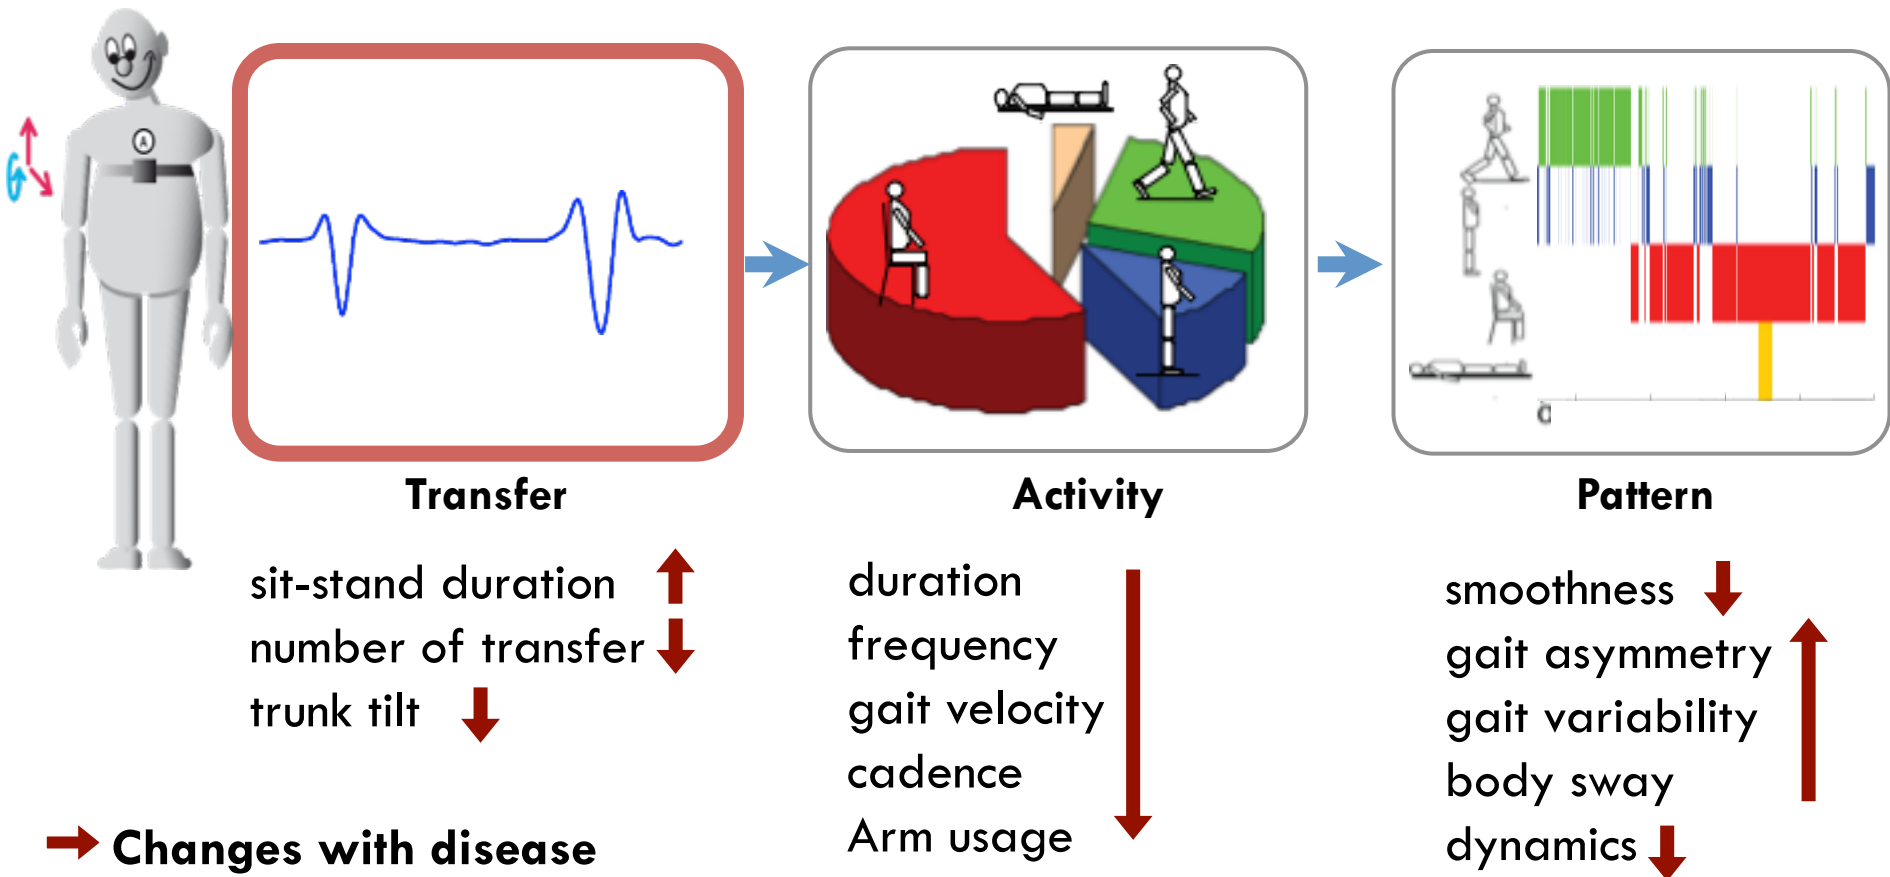 A
Transfer
sit-stand duration
number of transfer
trunk tilt
Activity
duration
frequency
gait velocity
cadence
Arm usage
Pattern
smoothness
gait asymmetry
gait variability
body sway
dynamics
Changes with disease